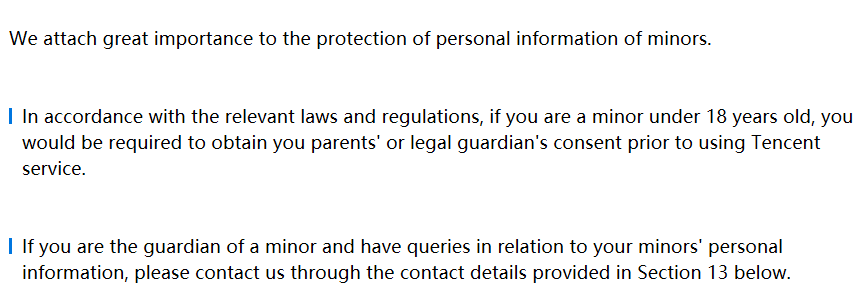 We attach great importance to the protection of personal information of minors.
In accordance with the relevant laws and regulations, if you are a minor under 18 years old, you
would be required to obtain you parents' or legal guardian's consent prior to using Tencent
service.
If you are the guardian of a minor and have queries in relation to your minors' personal
information, please contact us through the contact details provided in Section 13 below.